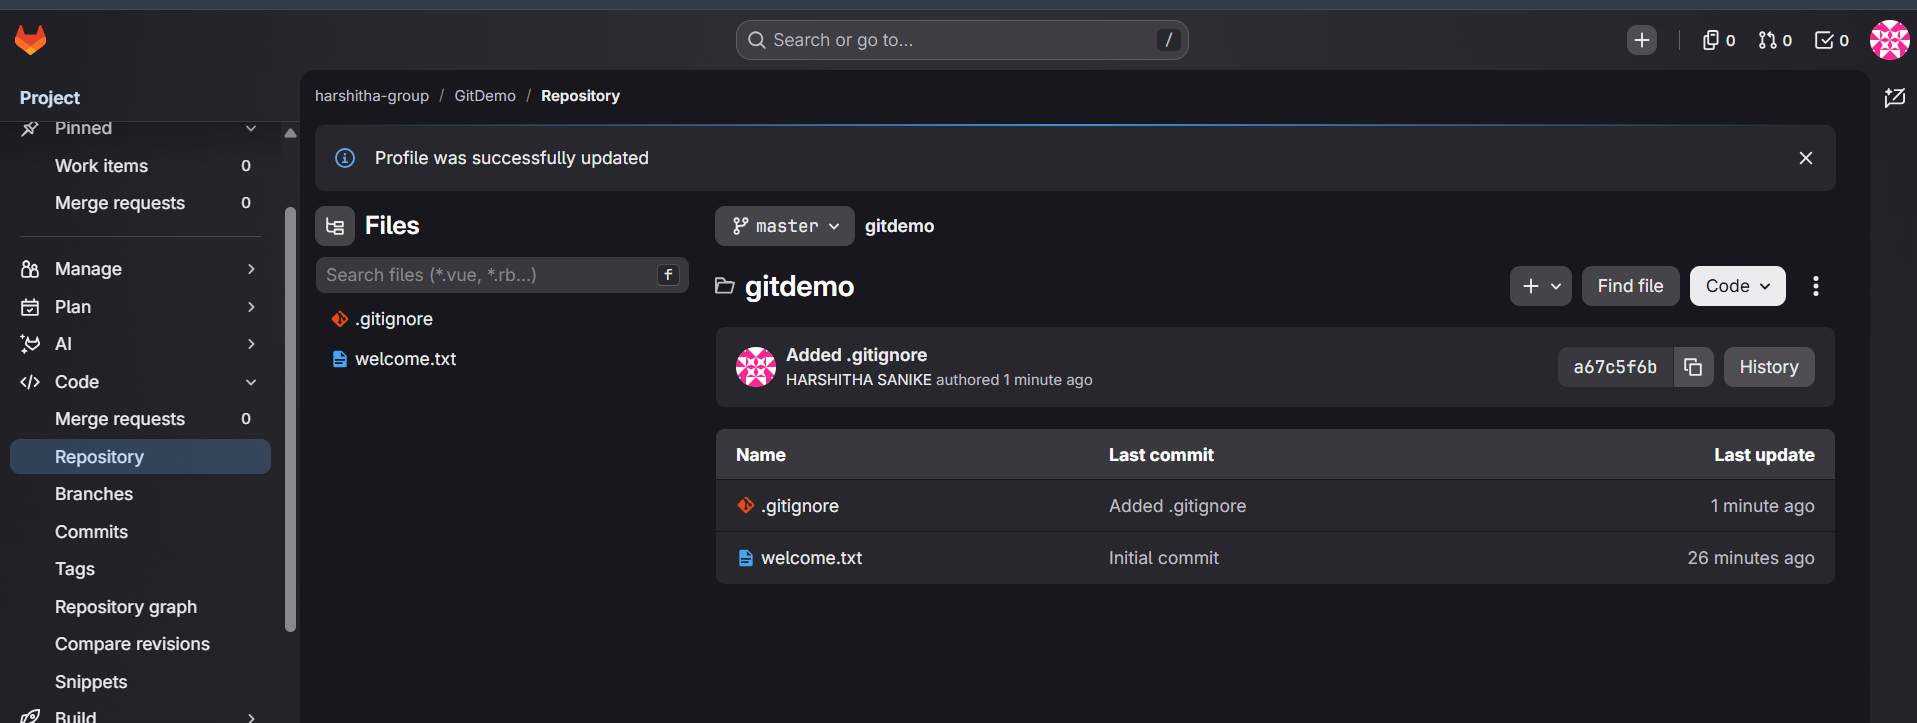 Search or go to...
/
0
0
0
Project
Pinned
Work items 0
Merge requests 0
Manage
Plan
AI
Code
Merge requests 0
Repository
Branches
Commits
Tags
Repository graph
Compare revisions
Snippets
Build
harshitha-group / GitDemo / Repository
Profile was successfully updated
Files
Search files (*.vue, *.rb...) f
.gitignore
welcome.txt
master gitdemo
gitdemo
Find file Code
Added .gitignore
HARSHITHA SANIKE authored 1 minute ago
a67c5f6b History
Name Last commit Last update
.gitignore Added .gitignore 1 minute ago
welcome.txt Initial commit 26 minutes ago